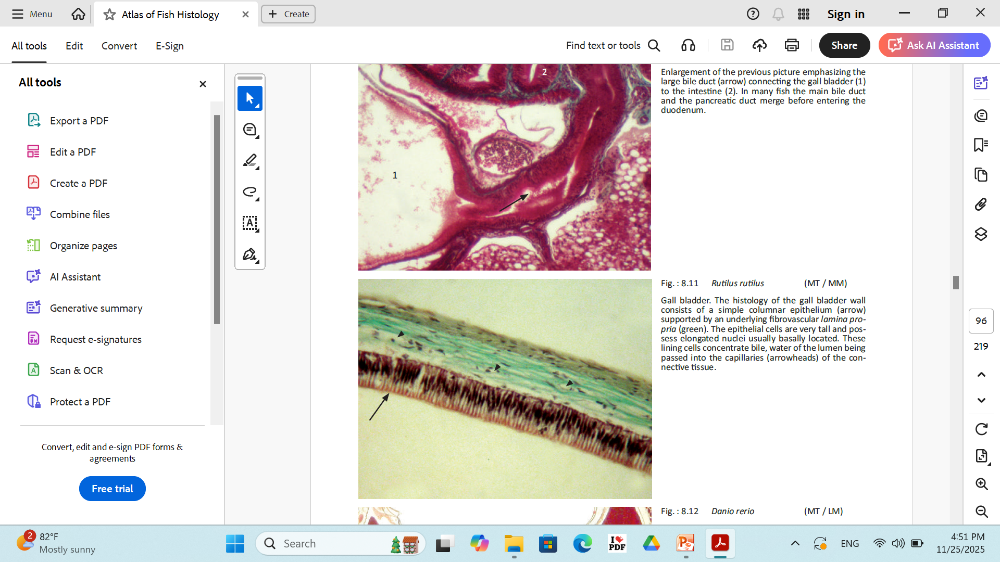 Menu
Atlas of Fish Histology
Create
Sign in
All tools
Edit
Convert
E-Sign
Find text or tools
Share
Ask AI Assistant
All tools
Export a PDF
Edit a PDF
Create a PDF
Combine files
Organize pages
AI Assistant
Generative summary
Request e-signatures
Scan & OCR
Protect a PDF
Convert, edit and e-sign PDF forms &
agreements
Free trial
2
1
Enlargement of the previous picture emphasizing the
large bile duct (arrow) connecting the gall bladder (1)
to the intestine (2). In many fish the main bile duct
and the pancreatic duct merge before entering the
duodenum.
Fig. : 8.11 Rutilus rutilus (MT / MM)
Gall bladder. The histology of the gall bladder wall
consists of a simple columnar epithelium (arrow)
supported by an underlying fibrovascular lamina pro-
pria (green). The epithelial cells are very tall and pos-
sess elongated nuclei usually basally located. These
lining cells concentrate bile, water of the lumen being
passed into the capillaries (arrowheads) of the con-
nective tissue.
Fig. : 8.12 Danio rerio (MT / LM)
96
219
2
82°F
Mostly sunny
Search
I PDF
ENG
4:51 PM
11/25/2025